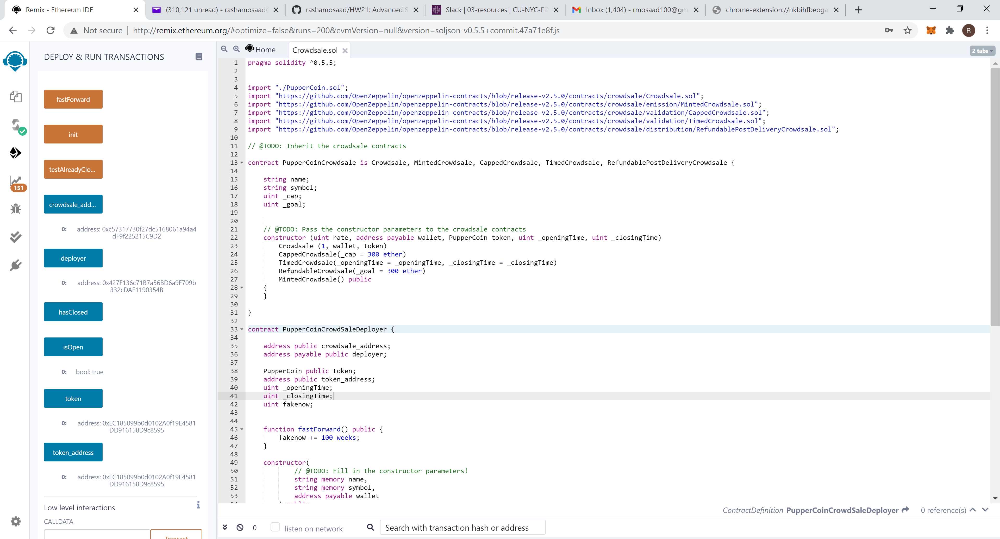 Remix - Ethereum IDE
(310,121 unread) - rashamosaad
rashamosaad/HW21: Advanced S
Slack | 03-resources | CU-NYC-FIN
Inbox (1,404) - rmosaad100@gm
chrome-extension://nkbihfbeoga
Not secure
http://remix.ethereum.org/#optimize=false&runs=200&evmVersion=null&version=soljson-v0.5.5+commit.47a71e8f.js
R
DEPLOY & RUN TRANSACTIONS
fastForward
init
testAlreadyClo...
151
crowdsale_add...
0: address: 0xc57317730f27dc5168061a94a4
dF9f225215C9D2
deployer
0: address: 0x427F136c71B7a56BD6a9F709b
332cDAF1190354B
hasClosed
isOpen
0: bool: true
token
0: address: 0xEC185099b0d0102A0f19E4581
DD916158D9c8595
token_address
0: address: 0xEC185099b0d0102A0f19E4581
DD916158D9c8595
Low level interactions
i
CALLDATA
Transact
Home
Crowdsale.sol
2 tabs
1 pragma solidity ^0.5.5;
2
3
4 import "./PupperCoin.sol";
5 import "https://github.com/OpenZeppelin/openzeppelin-contracts/blob/release-v2.5.0/contracts/crowdsale/Crowdsale.sol";
6 import "https://github.com/OpenZeppelin/openzeppelin-contracts/blob/release-v2.5.0/contracts/crowdsale/emission/MintedCrowdsale.sol";
7 import "https://github.com/OpenZeppelin/openzeppelin-contracts/blob/release-v2.5.0/contracts/crowdsale/validation/CappedCrowdsale.sol";
8 import "https://github.com/OpenZeppelin/openzeppelin-contracts/blob/release-v2.5.0/contracts/crowdsale/validation/TimedCrowdsale.sol";
9 import "https://github.com/OpenZeppelin/openzeppelin-contracts/blob/release-v2.5.0/contracts/crowdsale/distribution/RefundablePostDeliveryCrowdsale.sol";
10
11 // @TODO: Inherit the crowdsale contracts
12
13 contract PupperCoinCrowdsale is Crowdsale, MintedCrowdsale, CappedCrowdsale, TimedCrowdsale, RefundablePostDeliveryCrowdsale {
14
15 string name;
16 string symbol;
17 uint _cap;
18 uint _goal;
19
20
21 // @TODO: Pass the constructor parameters to the crowdsale contracts
22 constructor (uint rate, address payable wallet, PupperCoin token, uint _openingTime, uint _closingTime)
23 Crowdsale (1, wallet, token)
24 CappedCrowdsale(_cap = 300 ether)
25 TimedCrowdsale(_openingTime = _openingTime, _closingTime = _closingTime)
26 RefundableCrowdsale(_goal = 300 ether)
27 MintedCrowdsale() public
28 {
29 }
30
31 }
32
33 contract PupperCoinCrowdSaleDeployer {
34
35 address public crowdsale_address;
36 address payable public deployer;
37
38 PupperCoin public token;
39 address public token_address;
40 uint _openingTime;
41 uint _closingTime;
42 uint fakenow;
43
44
45 function fastForward() public {
46 fakenow += 100 weeks;
47 }
48
49 constructor(
50 // @TODO: Fill in the constructor parameters!
51 string memory name,
52 string memory symbol,
53 address payable wallet
54 ) public
ContractDefinition PupperCoinCrowdSaleDeployer 0 reference(s)
0 listen on network Search with transaction hash or address